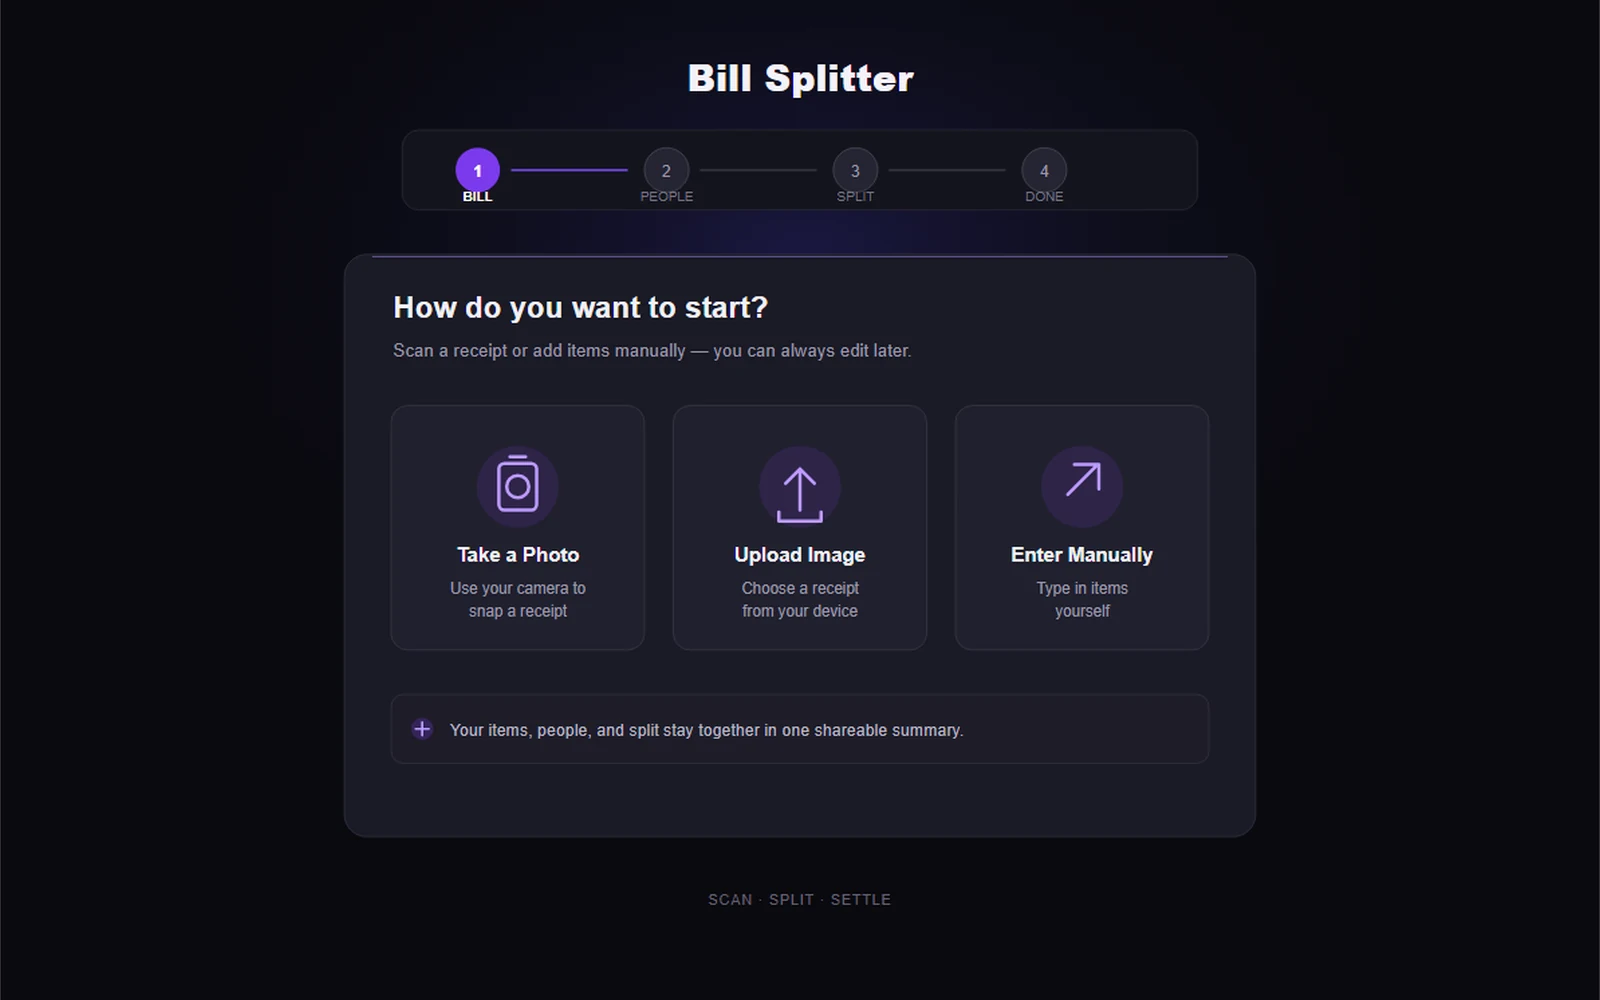 Bill Splitter
1
2
3
4
BILL
PEOPLE
SPLIT
DONE
How do you want to start?
Scan a receipt or add items manually — you can always edit later.
Take a Photo
Use your camera to
snap a receipt
Upload Image
Choose a receipt
from your device
Enter Manually
Type in items
yourself
Your items, people, and split stay together in one shareable summary.
SCAN · SPLIT · SETTLE